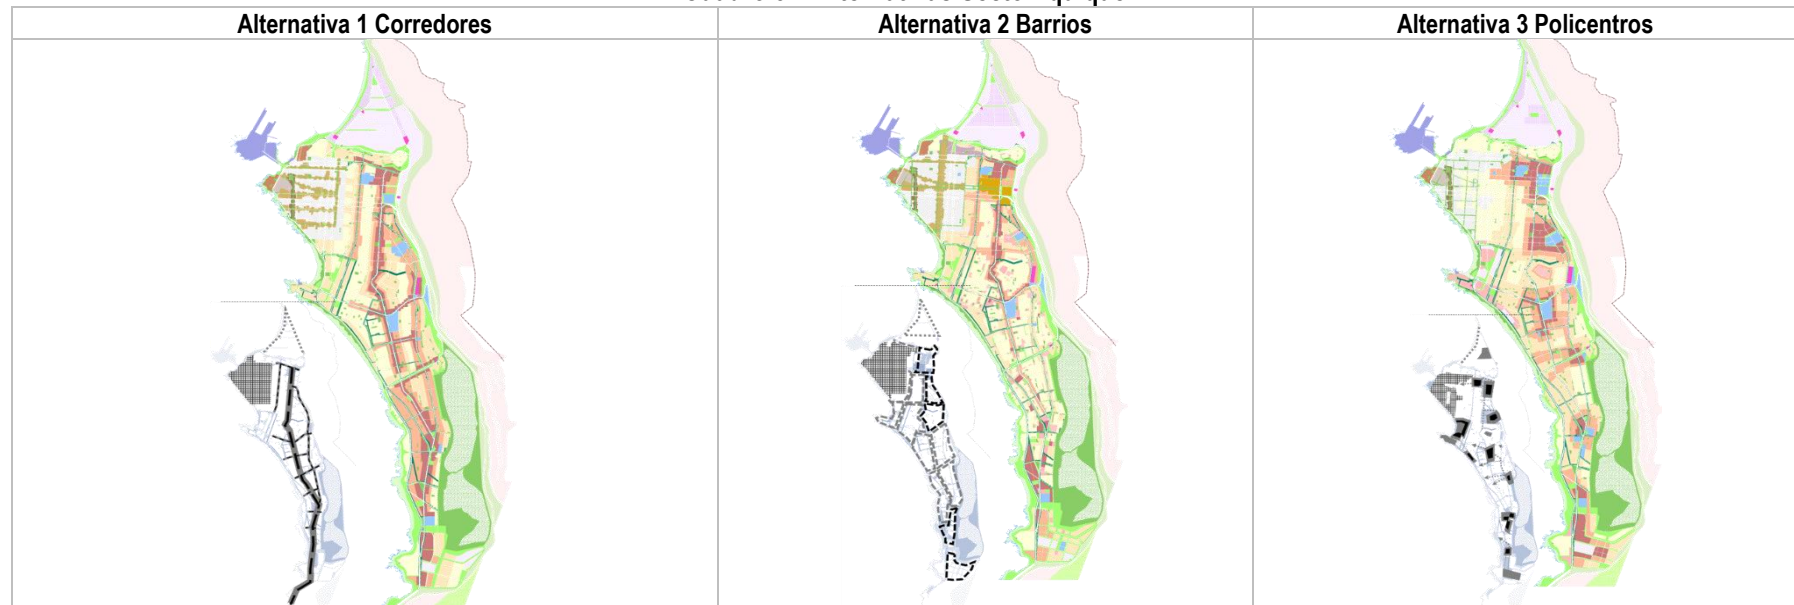 Alternativa 1 Corredores
Alternativa 2 Barrios
Alternativa 3 Policentros